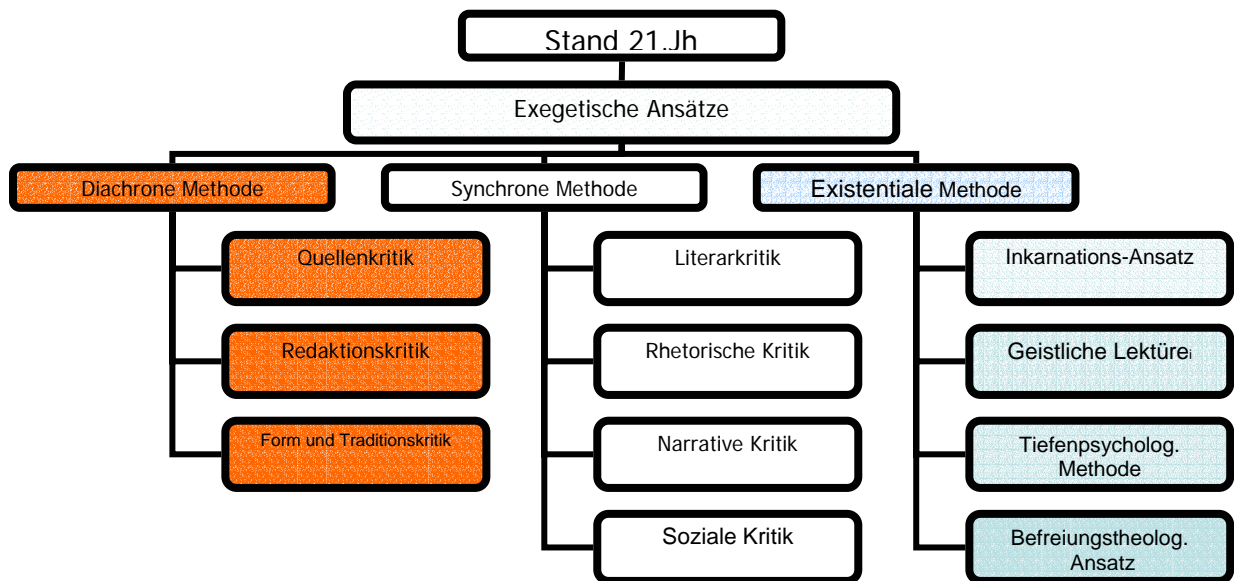 Stand 21.Jh
Exegetische Ansätze
Diachrone Methode
Synchrone Methode
Existentiale Methode
Quellenkritik
Literarkritik
Inkarnations-Ansatz
Redaktionskritik
Rhetorische Kritik
Geistliche Lektürei
Form und Traditionskritik
Narrative Kritik
Tiefenpsycholog.
Methode
Soziale Kritik
Befreiungstheolog.
Ansatz